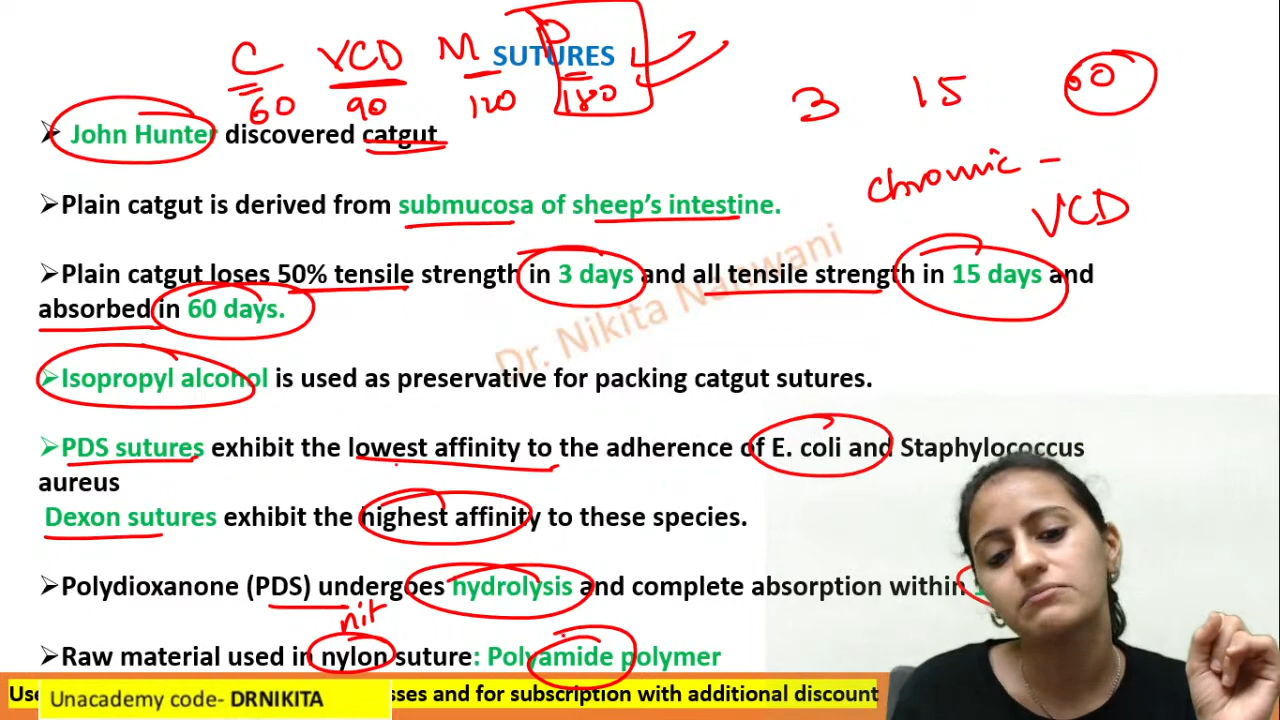 C VCD M P
SUTURES
60 90 120 180
3 15 60
John Hunter discovered catgut
chromic -
VCD
Plain catgut is derived from submucosa of sheep's intestine.
Plain catgut loses 50% tensile strength in 3 days and all tensile strength in 15 days and
absorbed in 60 days.
Dr. Nikita Nanwani
Isopropyl alcohol is used as preservative for packing catgut sutures.
PDS sutures exhibit the lowest affinity to the adherence of E. coli and Staphylococcus
aureus
Dexon sutures exhibit the highest affinity to these species.
Polydioxanone (PDS) undergoes hydrolysis and complete absorption within
nit
Raw material used in nylon suture: Polyamide polymer
and for subscription with additional discount
Unacademy code- DRNIKITA